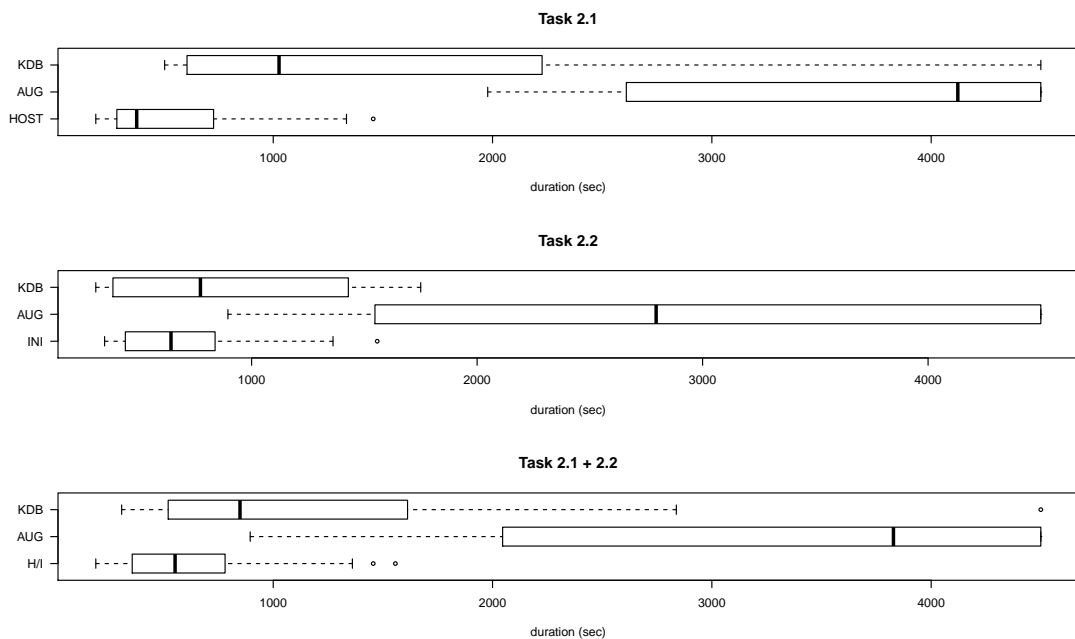 Task 2.1
KDB
AUG
HOST
1000 2000 3000 4000
duration (sec)
Task 2.2
KDB
AUG
INI
1000 2000 3000 4000
duration (sec)
Task 2.1 + 2.2
KDB
AUG
H/I
1000 2000 3000 4000
duration (sec)